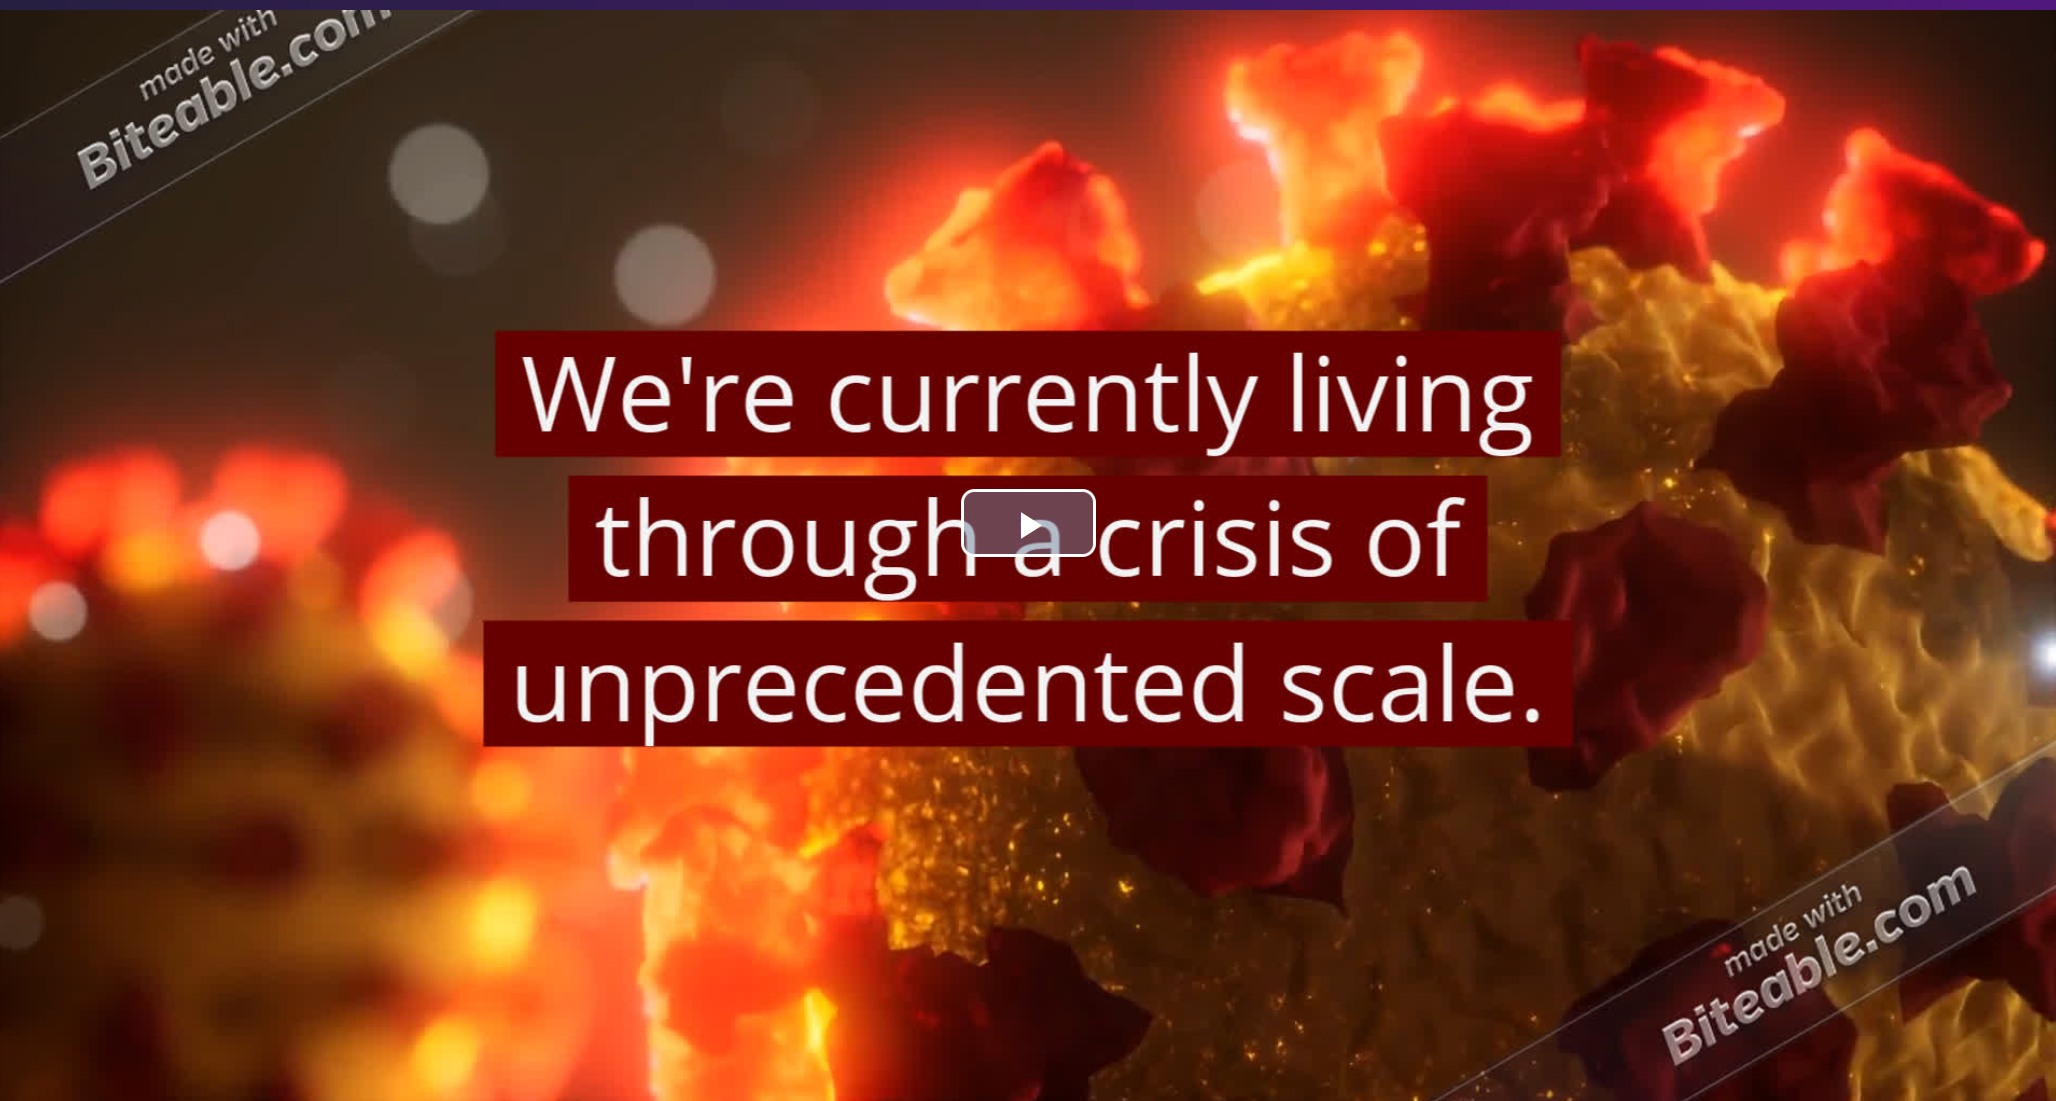 made with
Biteable.com
We're currently living
through a crisis of
unprecedented scale.
made with
Biteable.com